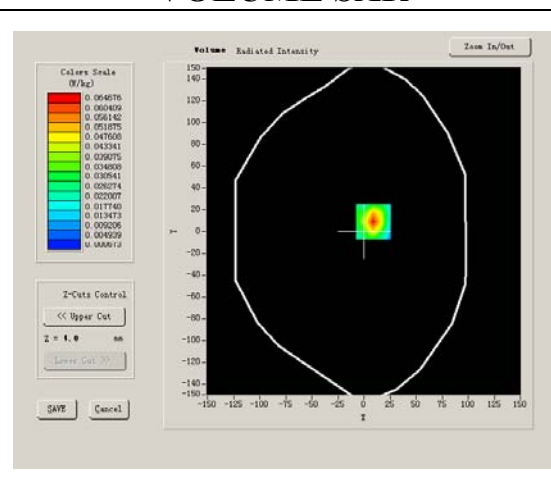 Volume Radiated Intensity
Zoom In/Out
Colors Scale
(W/kg)
0.064676
0.060409
0.056142
0.051875
0.047608
0.043341
0.039075
0.034808
0.030541
0.026274
0.022007
0.017740
0.013473
0.009206
0.004939
0.000673
Z-Cuts Control
<< Upper Cut
Z = 4.0 mm
Lower Cut >>
SAVE Cancel
150
140
120
100
80
60
40
20
0
-20
-40
-60
-80
-100
-120
-140
-150
Y
-150 -125 -100 -75 -50 -25 0 25 50 75 100 125 150
X